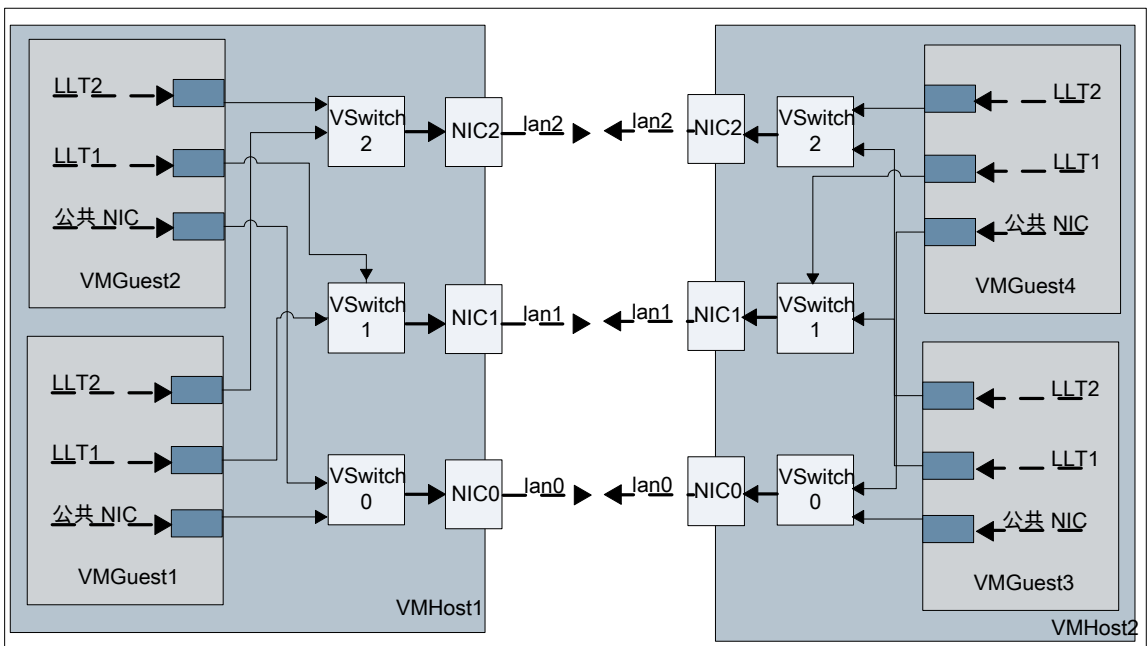 LLT2
LLT1
公共 NIC
VMGuest2
LLT2
LLT1
公共 NIC
VMGuest1
VSwitch
2
VSwitch
1
VSwitch
0
NIC2
NIC1
NIC0
VMHost1
lan2
lan1
lan0
lan2
lan1
lan0
NIC2
NIC1
NIC0
VSwitch
2
VSwitch
1
VSwitch
0
LLT2
LLT1
公共 NIC
VMGuest4
LLT2
LLT1
公共 NIC
VMGuest3
VMHost2